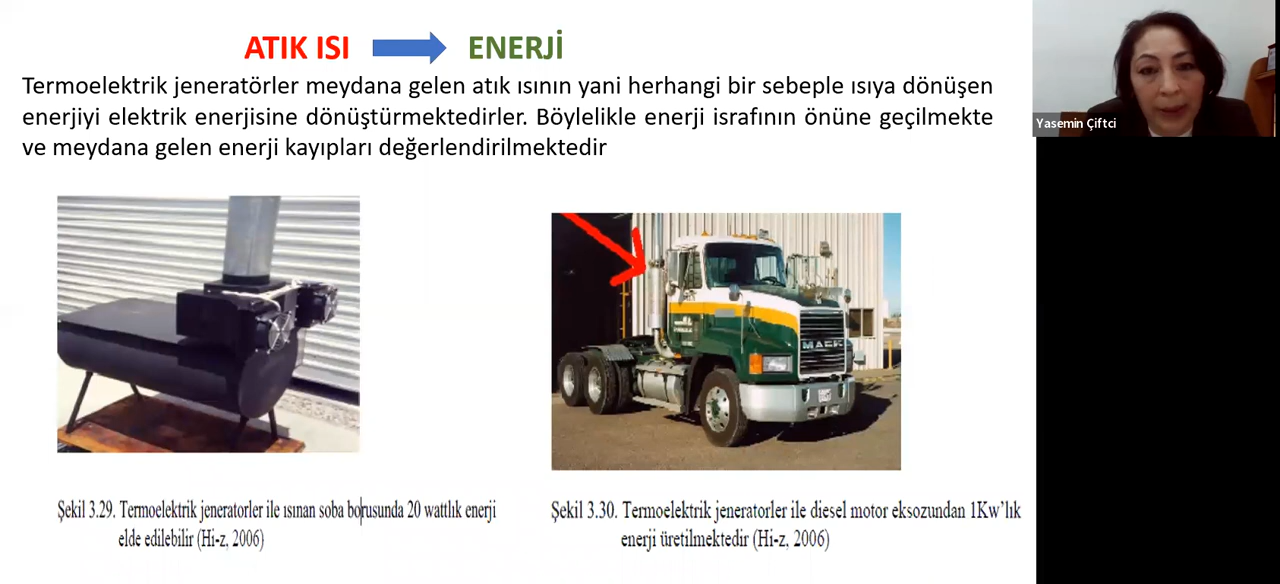 ATIK ISI ENERJİ
Termoelektrik jeneratörler meydana gelen atık ısının yani herhangi bir sebeple ısıya dönüşen
enerjiyi elektrik enerjisine dönüştürmektedirler. Böylelikle enerji israfının önüne geçilmekte
ve meydana gelen enerji kayıpları değerlendirilmektedir
Yasemin Çiftci
MACK
Şekil 3.29. Termoelektrik jeneratorler ile ısınan soba borusunda 20 wattlık enerji
elde edilebilir (Hi-z, 2006)
Şekil 3.30. Termoelektrik jeneratorler ile diesel motor eksozundan 1Kw'lık
enerji üretilmektedir (Hi-z, 2006)